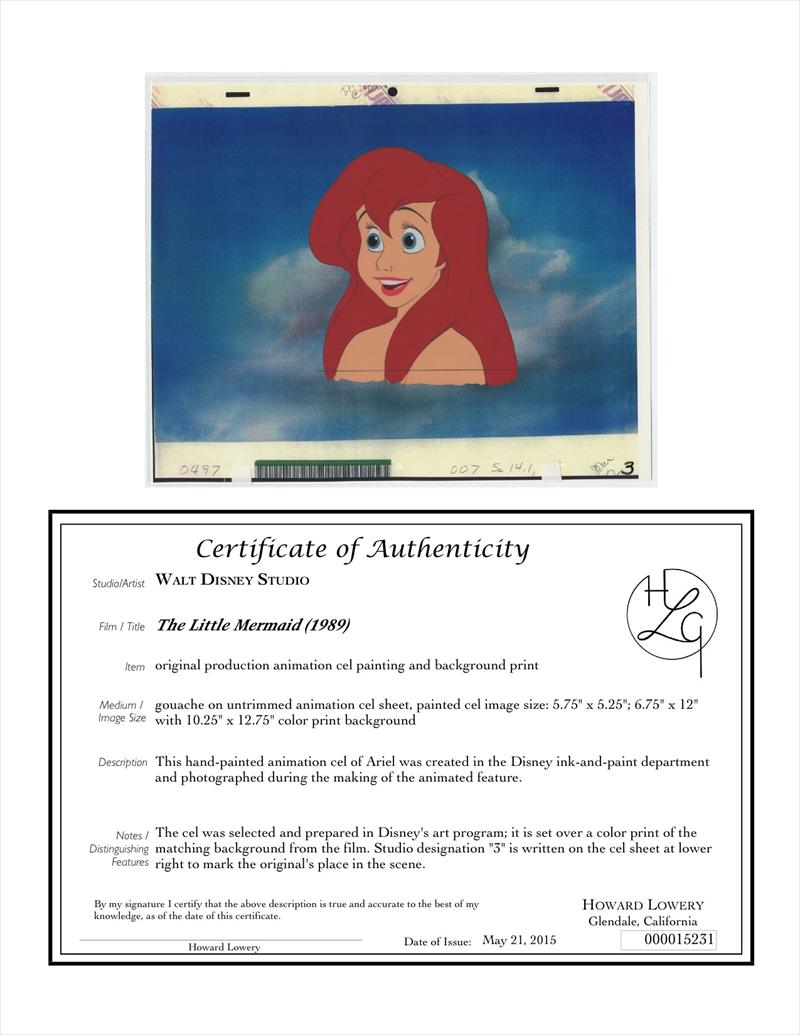 0497
007 Sc 14.1,
3
Certificate of Authenticity
Studio/Artist WALT DISNEY STUDIO
Film / Title The Little Mermaid (1989)
Item original production animation cel painting and background print
Medium / Image Size gouache on untrimmed animation cel sheet, painted cel image size: 5.75" x 5.25"; 6.75" x 12"
with 10.25" x 12.75" color print background
Description This hand-painted animation cel of Ariel was created in the Disney ink-and-paint department
and photographed during the making of the animated feature.
Notes / Distinguishing Features The cel was selected and prepared in Disney's art program; it is set over a color print of the
matching background from the film. Studio designation "3" is written on the cel sheet at lower
right to mark the original's place in the scene.
HLG
By my signature I certify that the above description is true and accurate to the best of my
knowledge, as of the date of this certificate.
Howard Lowery
Date of Issue: May 21, 2015
HOWARD LOWERY
Glendale, California
000015231